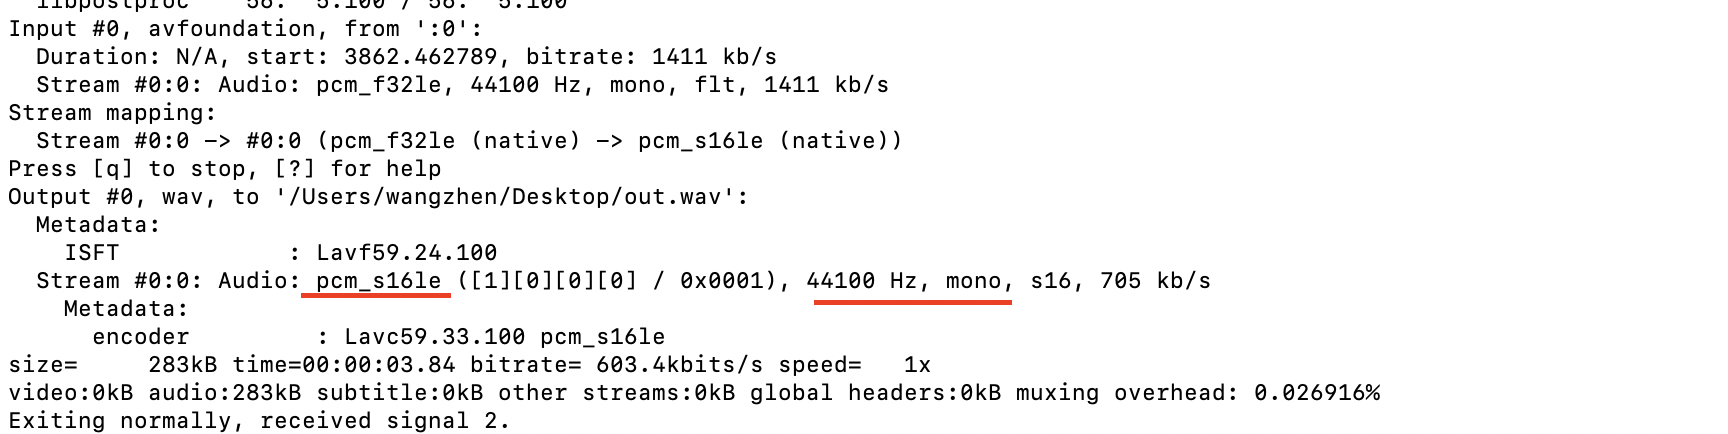 libpostproc    56.  5.100 / 56.  5.100
Input #0, avfoundation, from ':0':
  Duration: N/A, start: 3862.462789, bitrate: 1411 kb/s
  Stream #0:0: Audio: pcm_f32le, 44100 Hz, mono, flt, 1411 kb/s
Stream mapping:
  Stream #0:0 -> #0:0 (pcm_f32le (native) -> pcm_s16le (native))
Press [q] to stop, [?] for help
Output #0, wav, to '/Users/wangzhen/Desktop/out.wav':
  Metadata:
    ISFT            : Lavf59.24.100
  Stream #0:0: Audio: pcm_s16le ([1][0][0][0] / 0x0001), 44100 Hz, mono, s16, 705 kb/s
    Metadata:
      encoder         : Lavc59.33.100 pcm_s16le
size=     283kB time=00:00:03.84 bitrate= 603.4kbits/s speed=   1x
video:0kB audio:283kB subtitle:0kB other streams:0kB global headers:0kB muxing overhead: 0.026916%
Exiting normally, received signal 2.